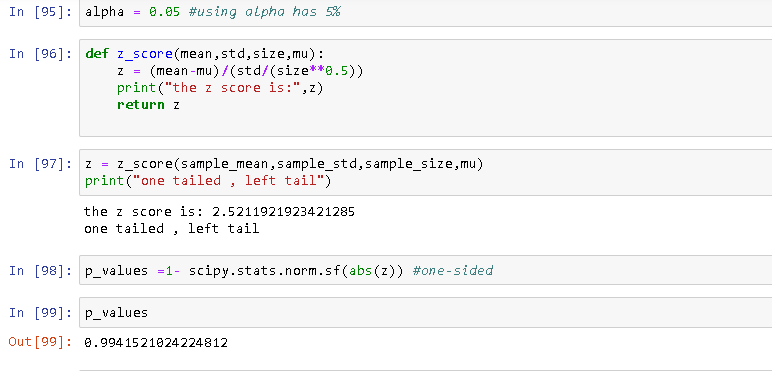 In [95]: alpha = 0.05 #using alpha has 5%
In [96]: def z_score(mean,std,size,mu):
    z = (mean-mu)/(std/(size**0.5))
    print("the z score is:",z)
    return z
In [97]: z = z_score(sample_mean,sample_std,sample_size,mu)
print("one tailed , left tail")
the z score is: 2.5211921923421285
one tailed , left tail
In [98]: p_values =1- scipy.stats.norm.sf(abs(z)) #one-sided
In [99]: p_values
Out[99]: 0.9941521024224812